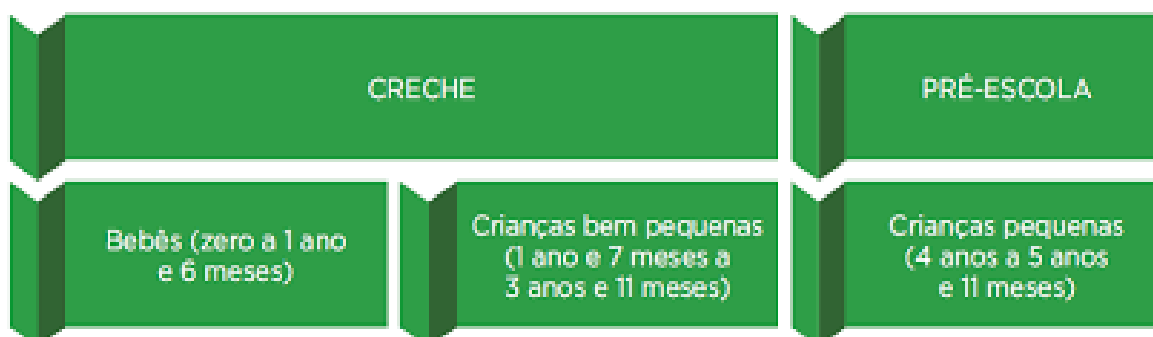 CRECHE
PRÉ-ESCOLA
Bebês (zero a 1 ano
e 6 meses)
Crianças bem pequenas
(1 ano e 7 meses a
3 anos e 11 meses)
Crianças pequenas
(4 anos a 5 anos
e 11 meses)